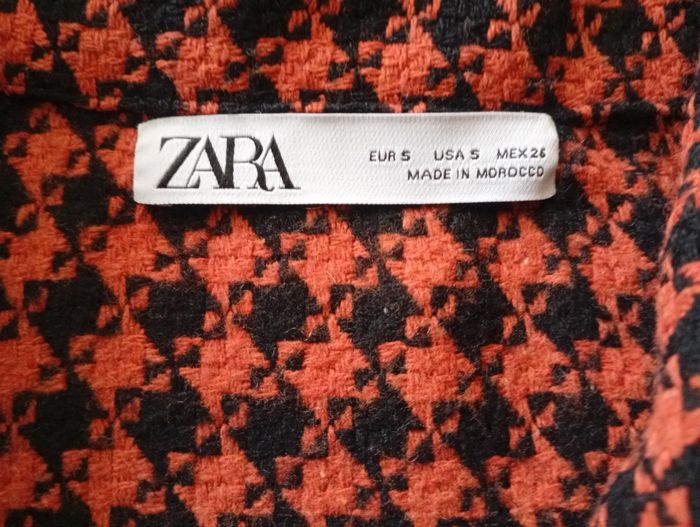 ZARA
EUR S USA S MEX 26
MADE IN MOROCCO